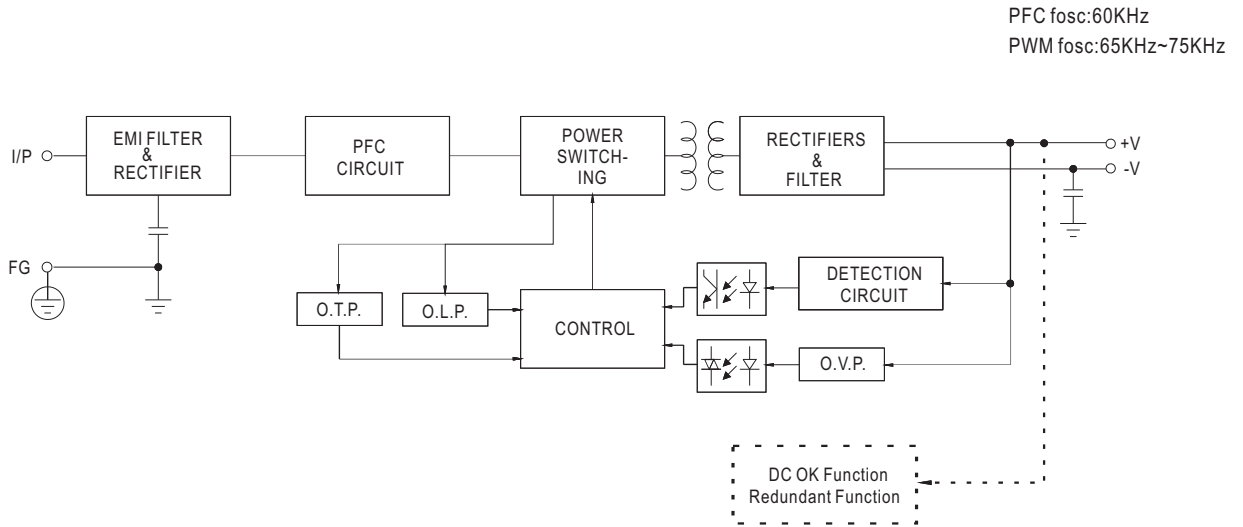 PFC fosc:60KHz
PWM fosc:65KHz~75KHz
I/P
EMI FILTER
&
RECTIFIER
PFC
CIRCUIT
POWER
SWITCH-
ING
RECTIFIERS
&
FILTER
+V
-V
FG
O.T.P.
O.L.P.
CONTROL
DETECTION
CIRCUIT
O.V.P.
DC OK Function
Redundant Function